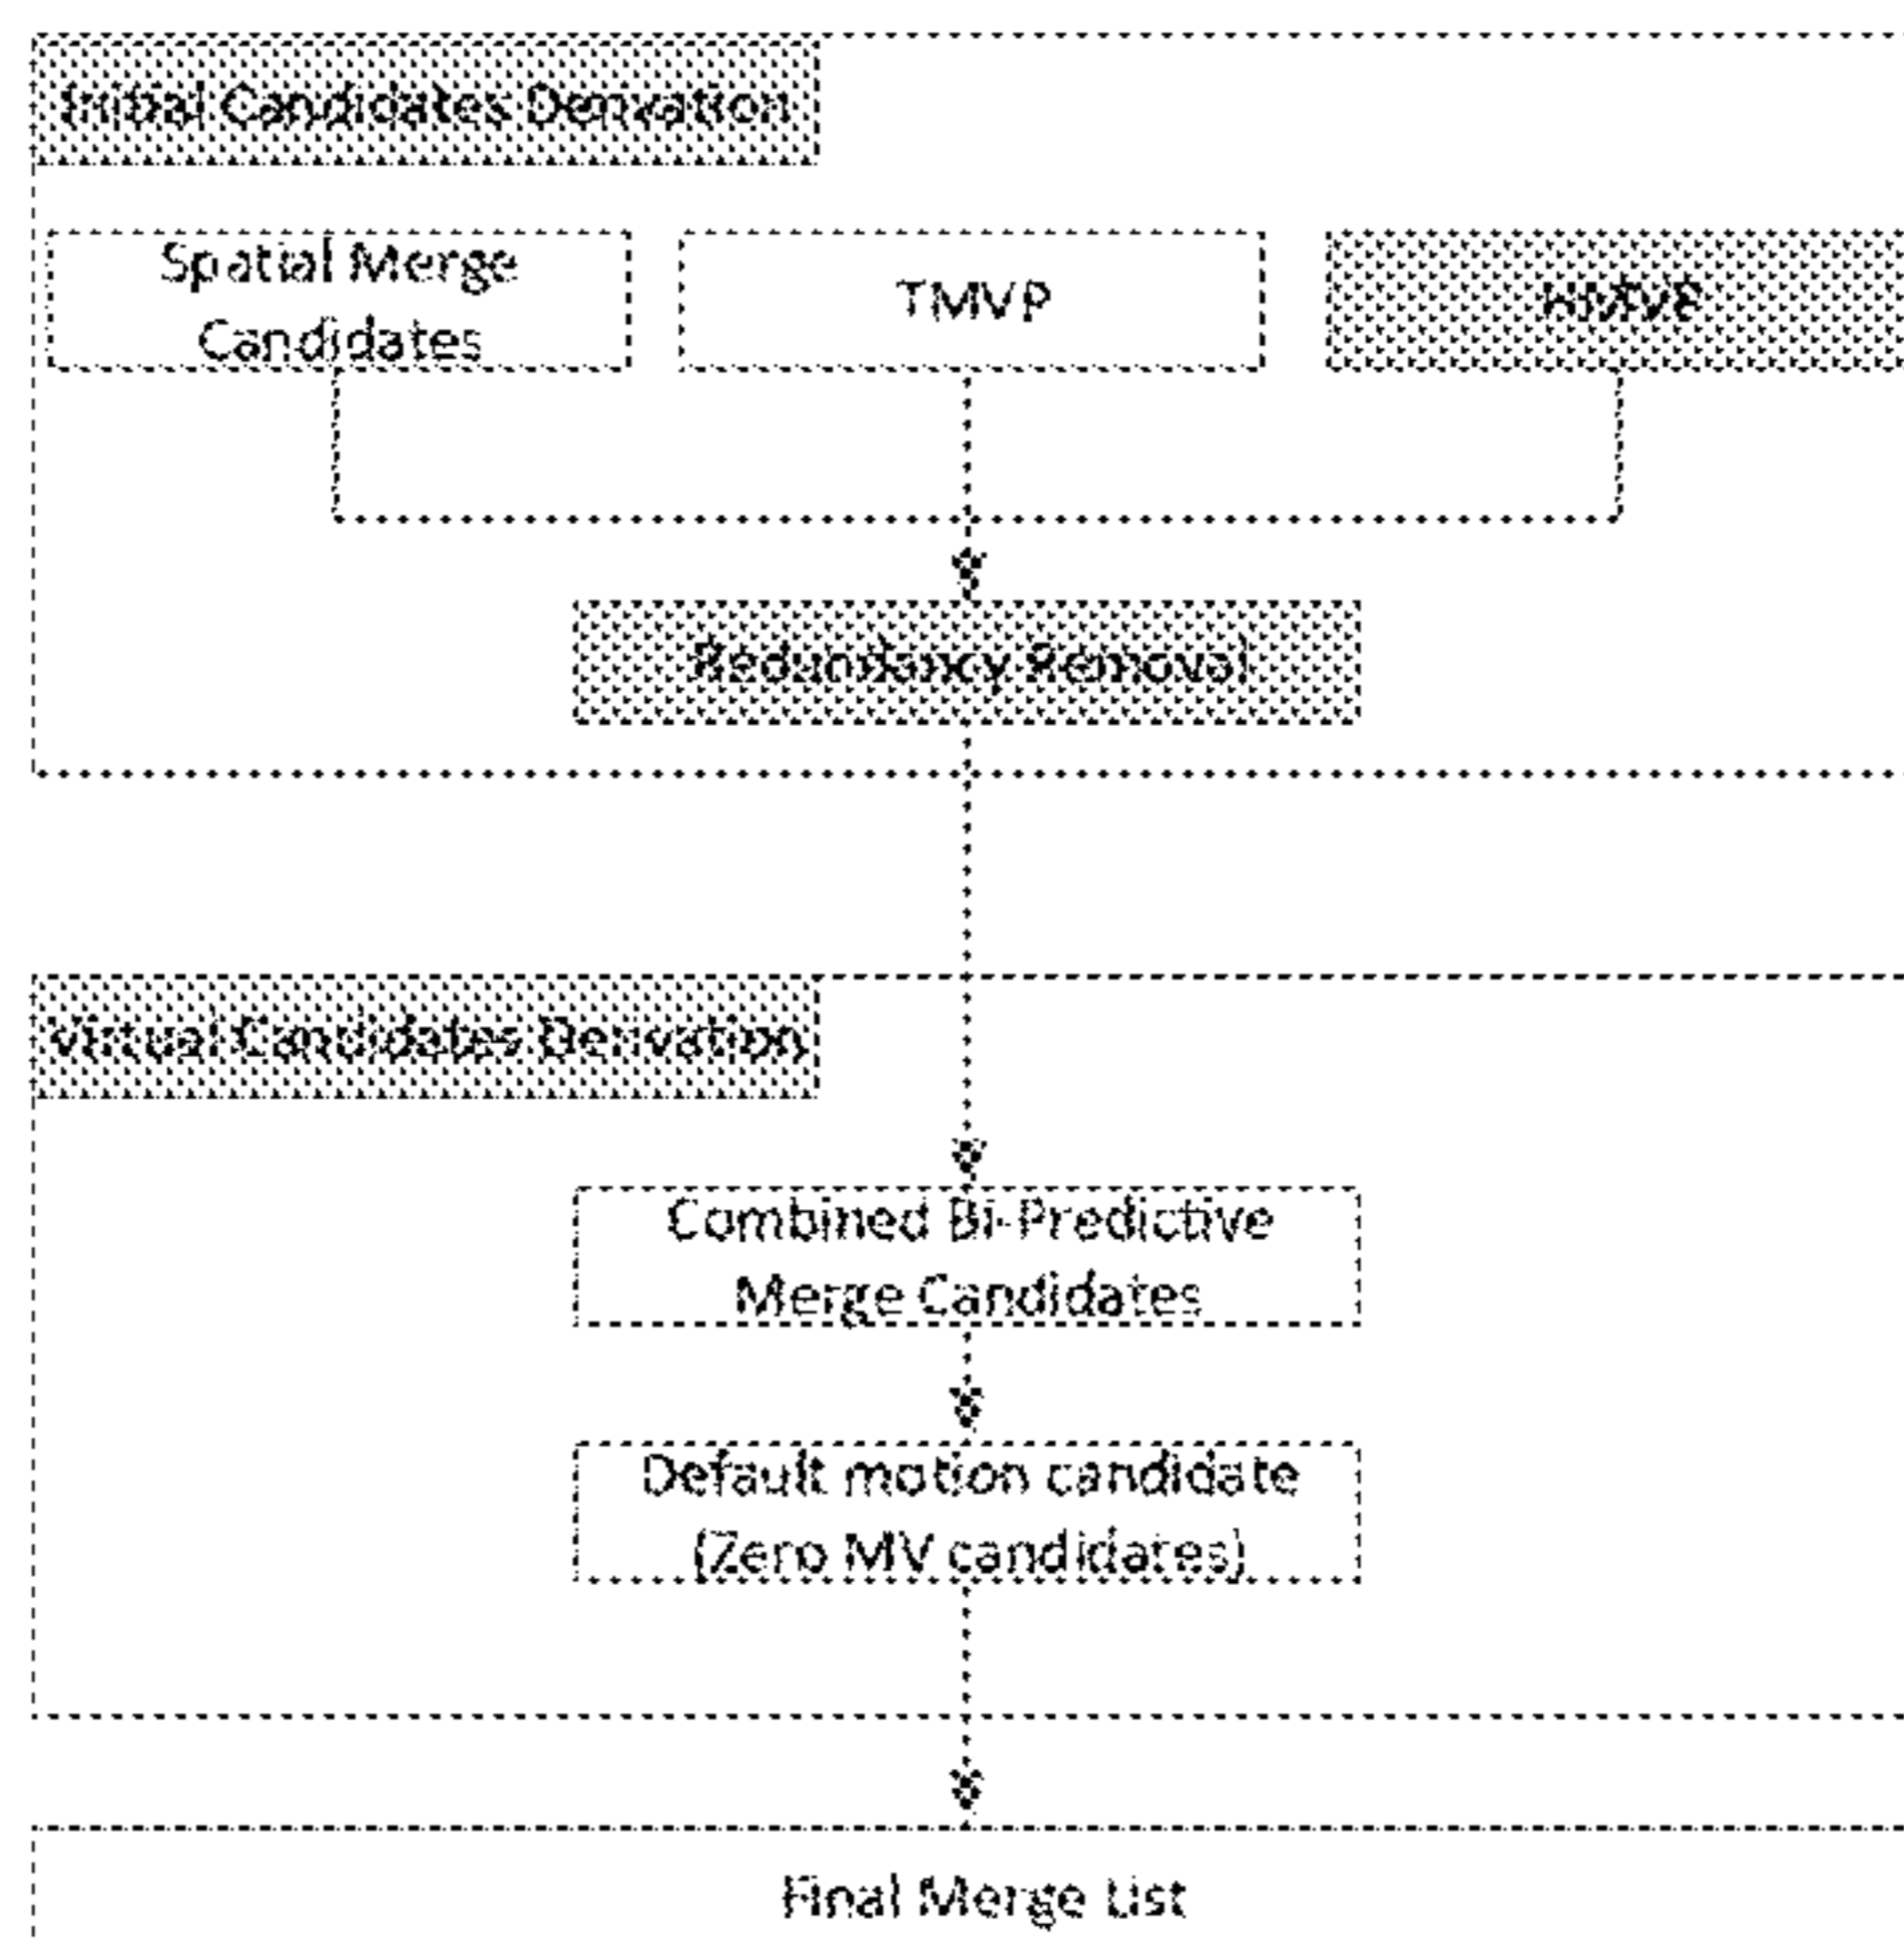 Initial Candidates Derivation
Spatial Merge
Candidates
TMVP
HMVP
Redundancy Removal
Virtual Candidates Derivation
Combined Bi-Predictive
Merge Candidates
Default motion candidate
(Zero MV candidates)
Final Merge List